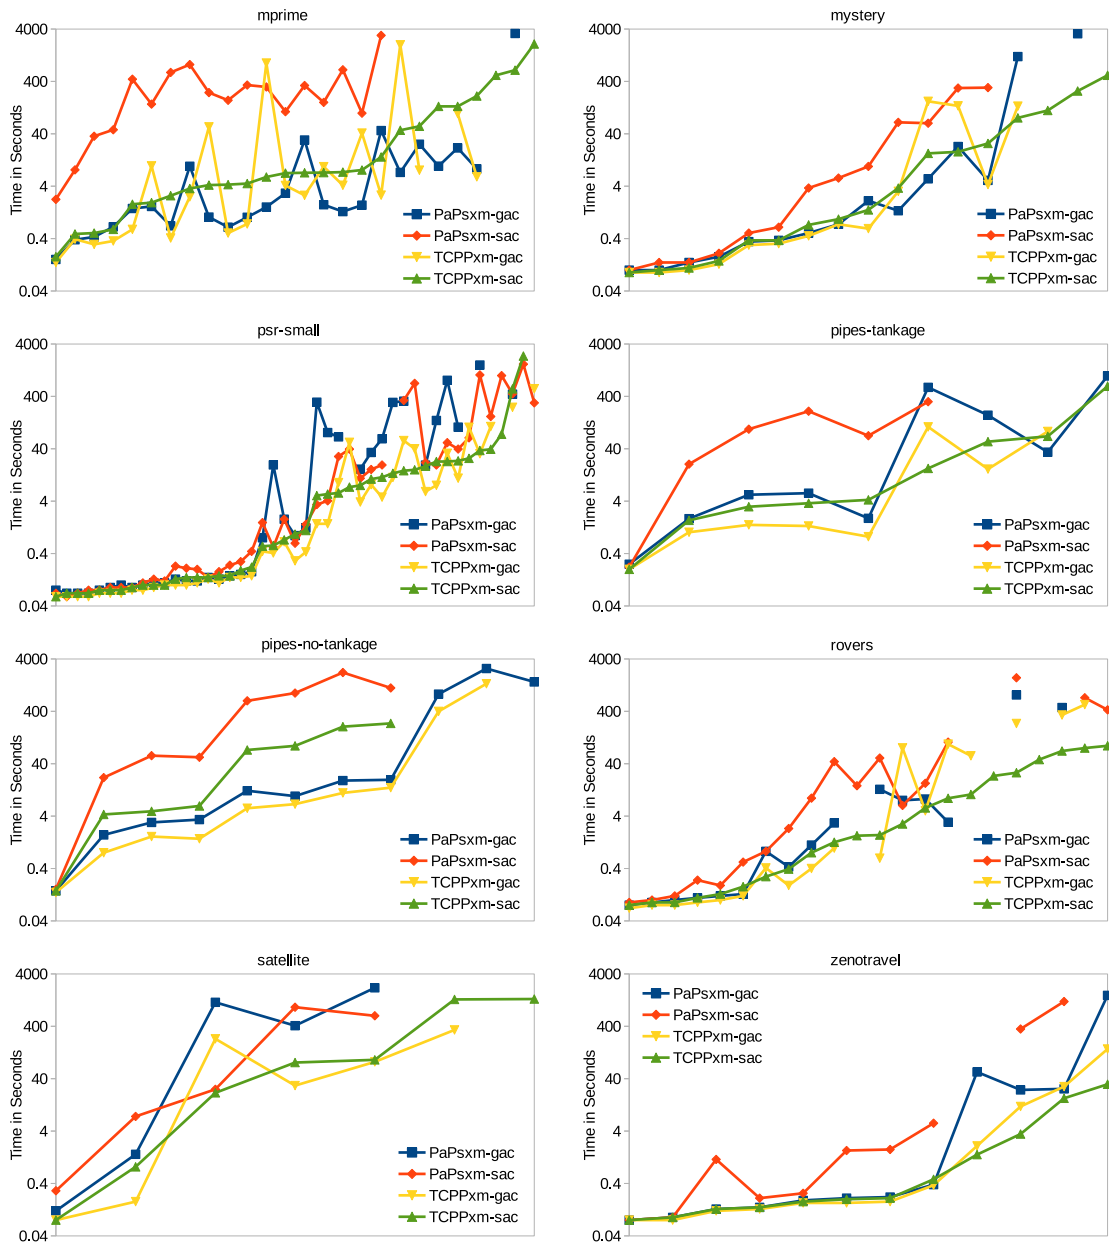 mprime
4000
400
40
4
0.4
0.04
Time in Seconds
PaPsxm-gac
PaPsxm-sac
TCPPxm-gac
TCPPxm-sac
mystery
4000
400
40
4
0.4
0.04
Time in Seconds
PaPsxm-gac
PaPsxm-sac
TCPPxm-gac
TCPPxm-sac
psr-small
4000
400
40
4
0.4
0.04
Time in Seconds
PaPsxm-gac
PaPsxm-sac
TCPPxm-gac
TCPPxm-sac
pipes-tankage
4000
400
40
4
0.4
0.04
Time in Seconds
PaPsxm-gac
PaPsxm-sac
TCPPxm-gac
TCPPxm-sac
pipes-no-tankage
4000
400
40
4
0.4
0.04
Time in Seconds
PaPsxm-gac
PaPsxm-sac
TCPPxm-gac
TCPPxm-sac
rovers
4000
400
40
4
0.4
0.04
Time in Seconds
PaPsxm-gac
PaPsxm-sac
TCPPxm-gac
TCPPxm-sac
satellite
4000
400
40
4
0.4
0.04
Time in Seconds
PaPsxm-gac
PaPsxm-sac
TCPPxm-gac
TCPPxm-sac
zenotravel
4000
400
40
4
0.4
0.04
Time in Seconds
PaPsxm-gac
PaPsxm-sac
TCPPxm-gac
TCPPxm-sac